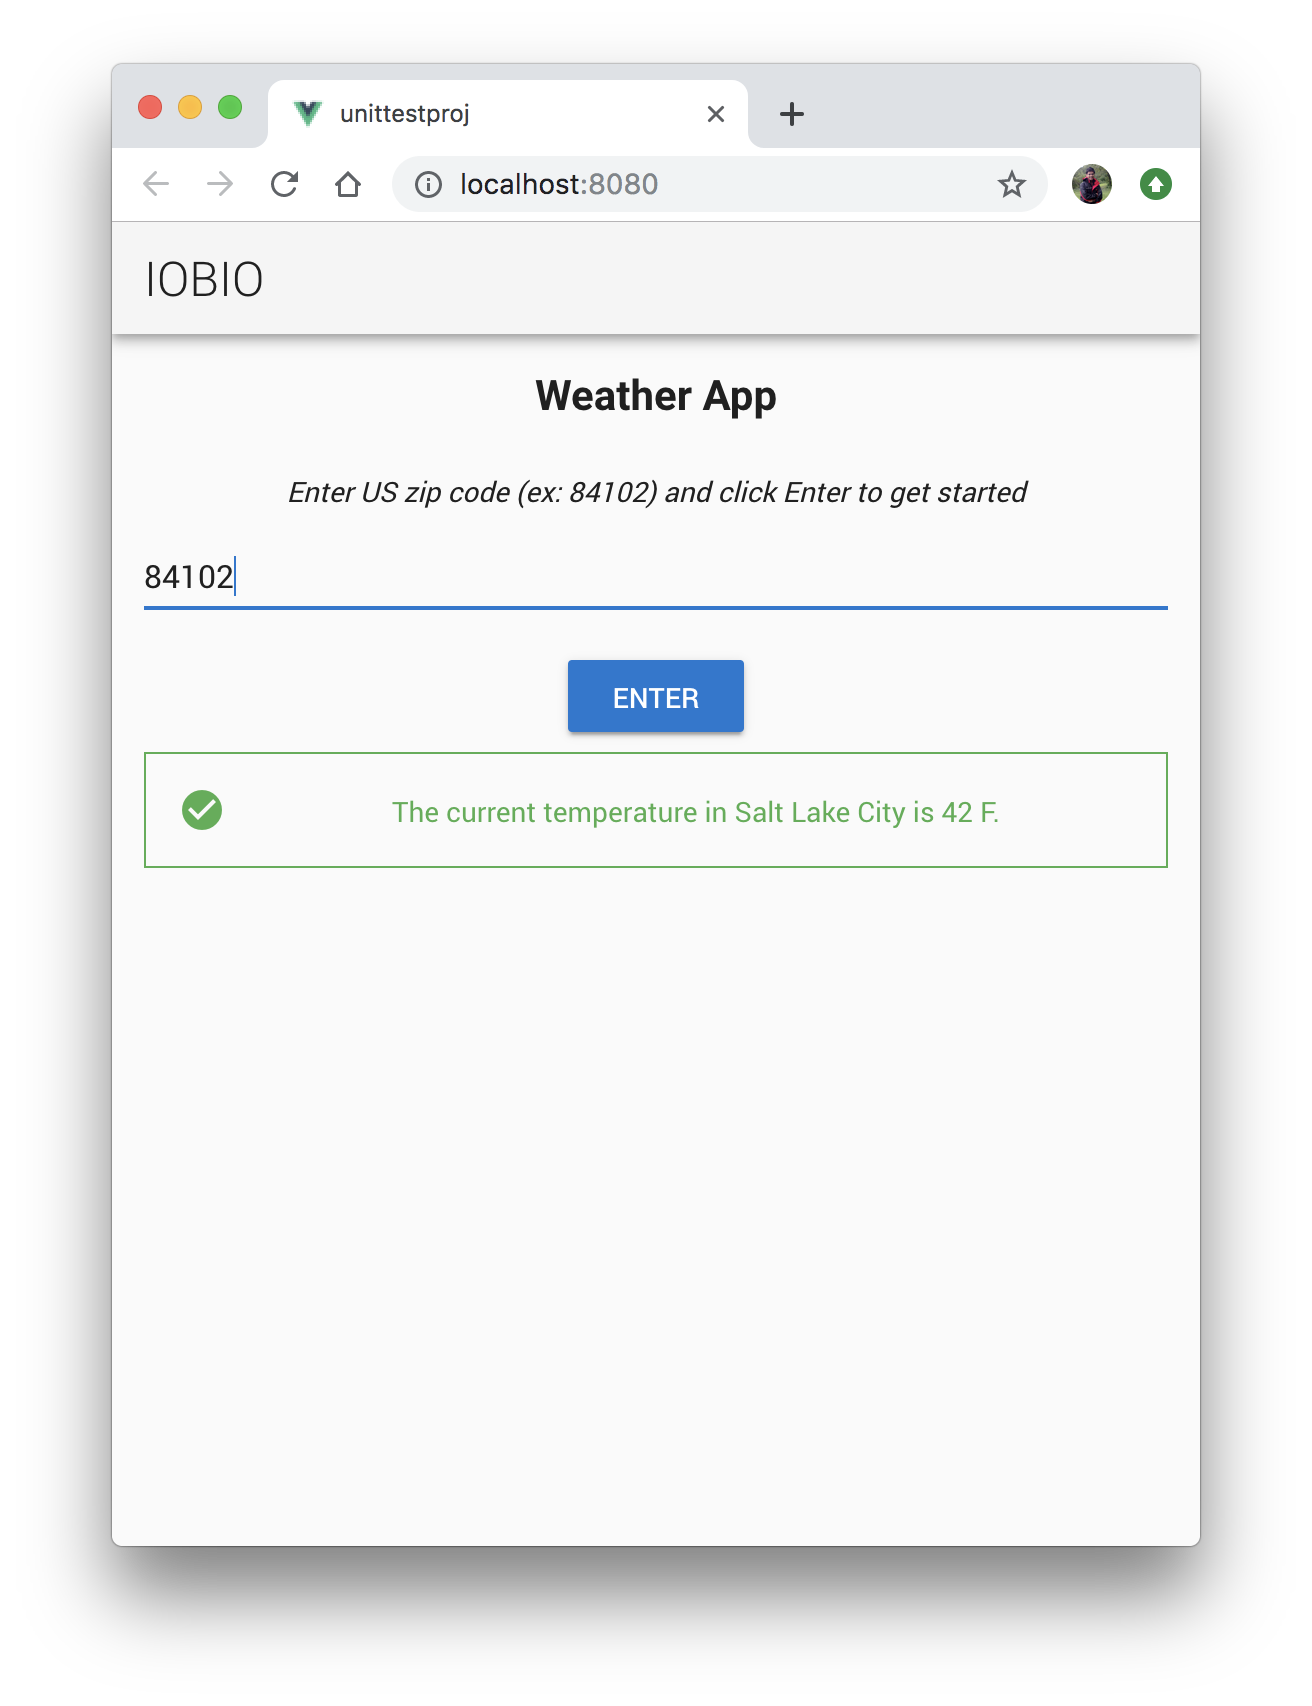 unittestproj
localhost:8080
IOBIO
Weather App
Enter US zip code (ex: 84102) and click Enter to get started
84102
ENTER
The current temperature in Salt Lake City is 42 F.